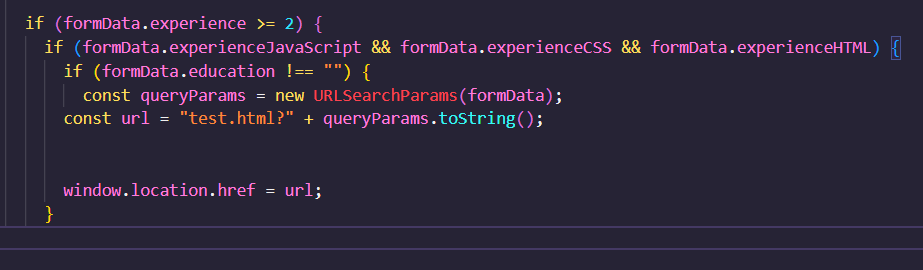 if (formData.experience >= 2) {
if (formData.experienceJavaScript && formData.experienceCSS && formData.experienceHTML) {
if (formData.education !== "") {
const queryParams = new URLSearchParams(formData);
const url = "test.html?" + queryParams.toString();
window.location.href = url;
}